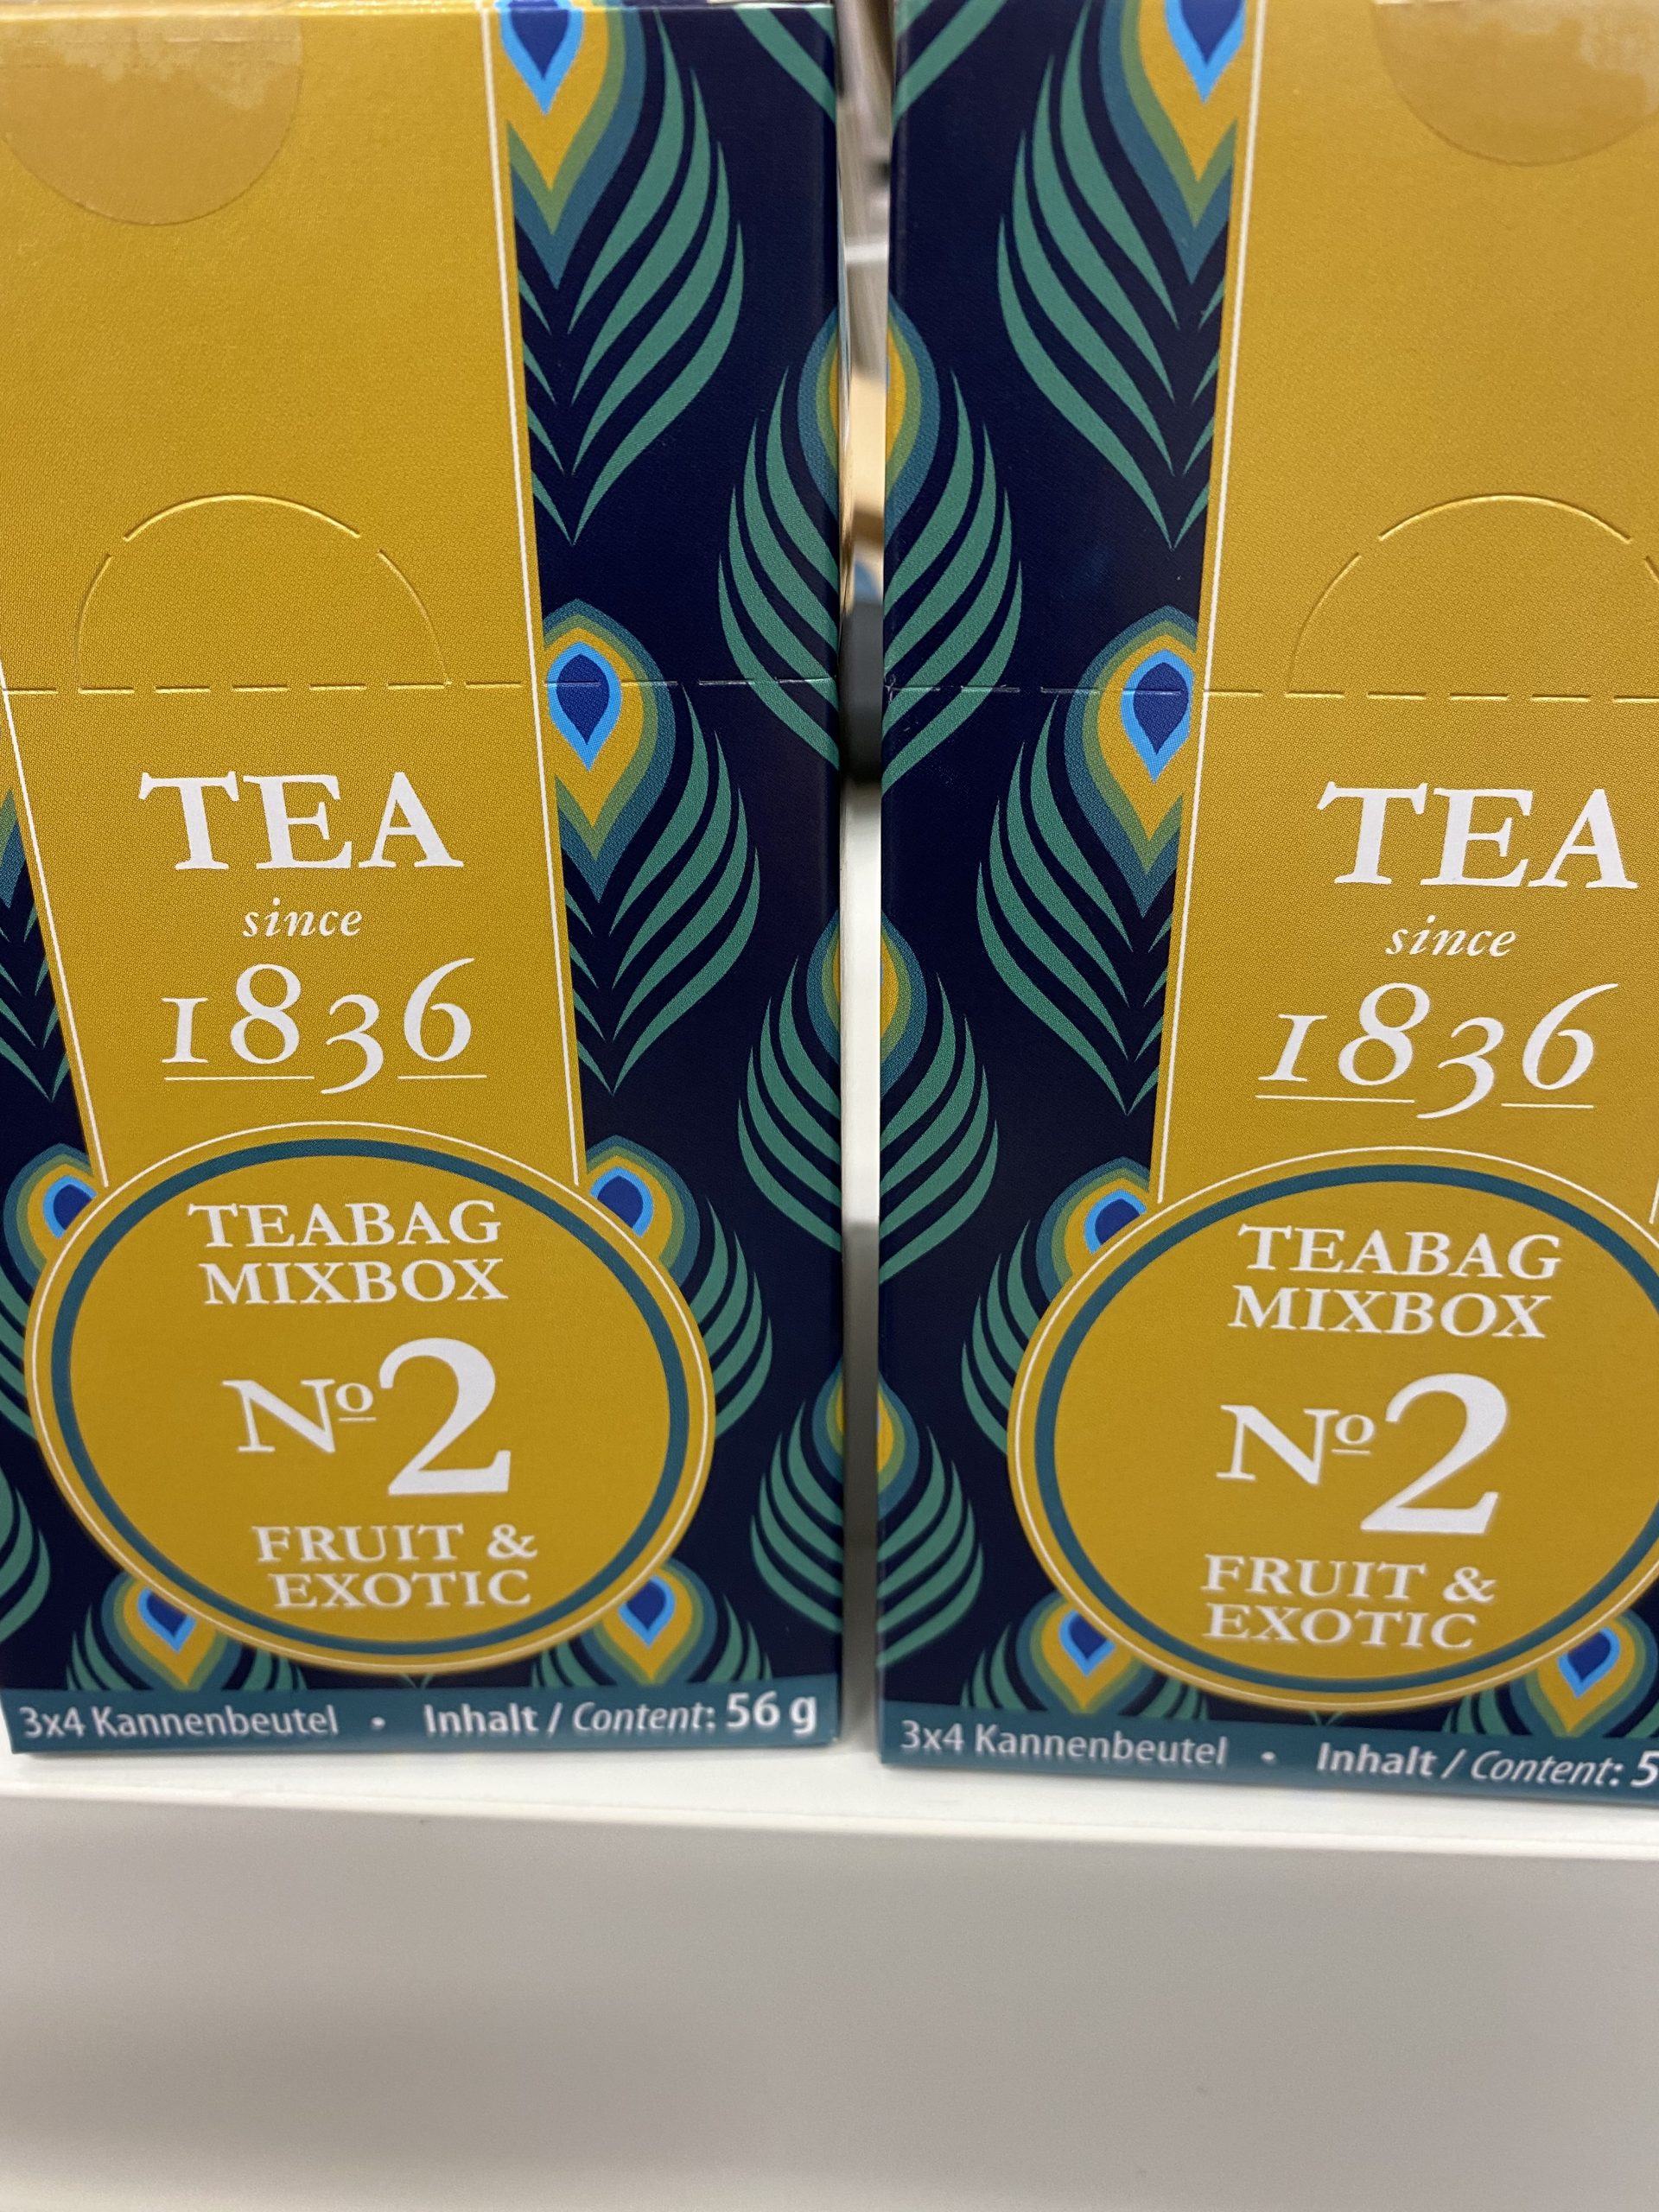 TEA
since
1836
TEABAG
MIXBOX
Nº2
FRUIT &
EXOTIC
3x4 Kannenbeutel • Inhalt / Content: 56 g
TEA
since
1836
TEABAG
MIXBOX
Nº2
FRUIT &
EXOTIC
3x4 Kannenbeutel • Inhalt / Content: 5